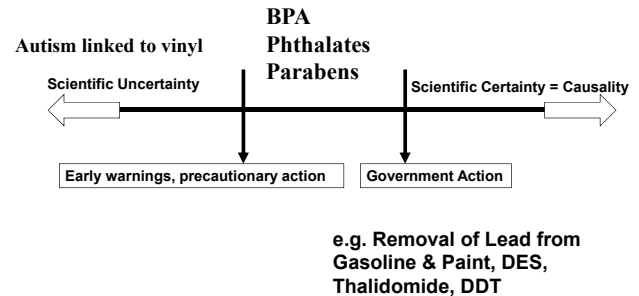 BPA
Autism linked to vinyl
Phthalates
Parabens
Scientific Uncertainty
Scientific Certainty = Causality
Early warnings, precautionary action
Government Action
e.g. Removal of Lead from
Gasoline & Paint, DES,
Thalidomide, DDT